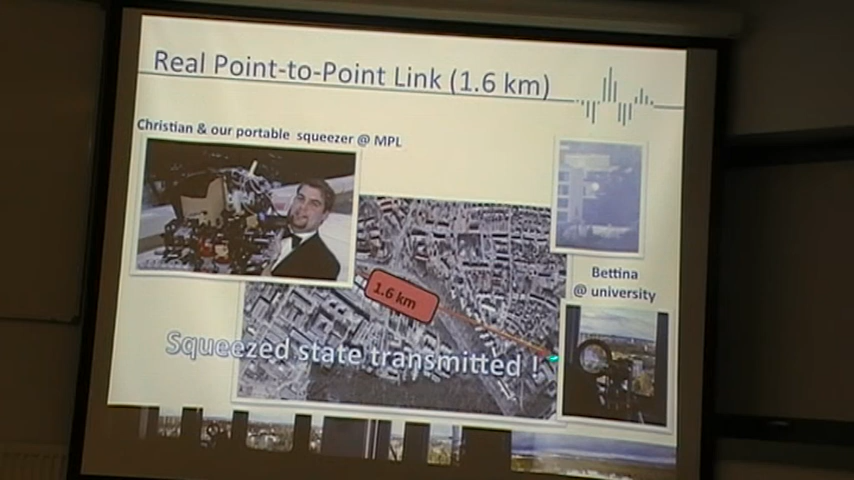 Real Point-to-Point Link (1.6 km)
Christian & our portable squeezer @ MPL
Bettina
@ university
1.6 km
Squeezed state transmitted !